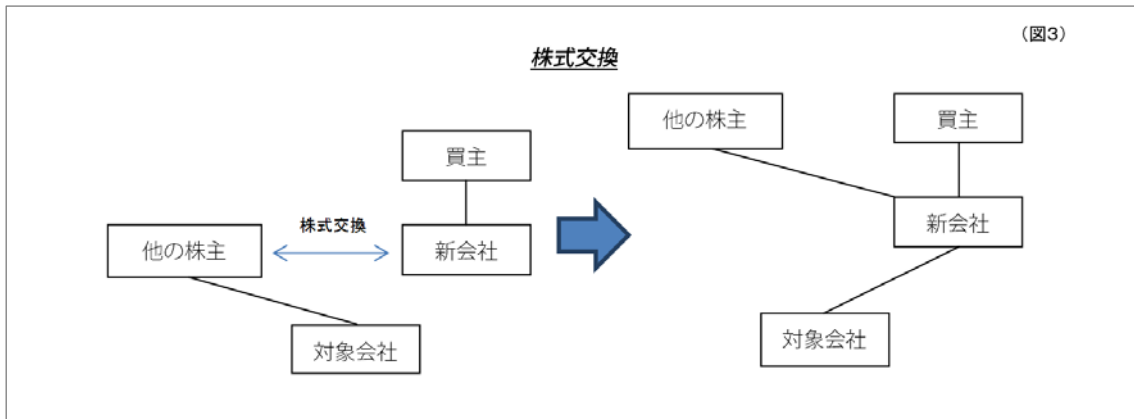 （図3）
株式交換
買主
株式交換
他の株主
新会社
対象会社
他の株主
買主
新会社
対象会社